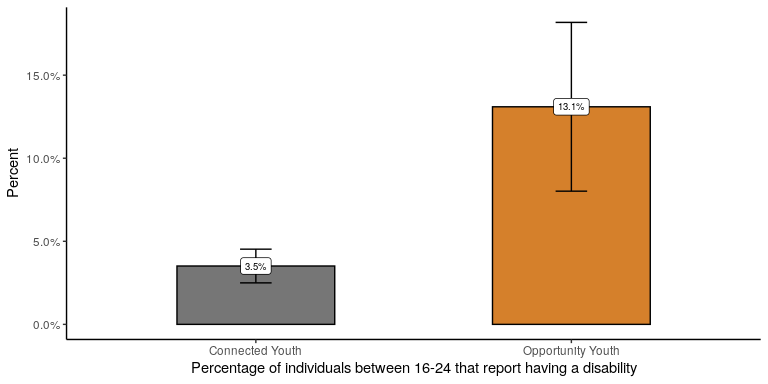 Percent
15.0%
10.0%
5.0%
0.0%
13.1%
3.5%
Connected Youth
Opportunity Youth
Percentage of individuals between 16-24 that report having a disability